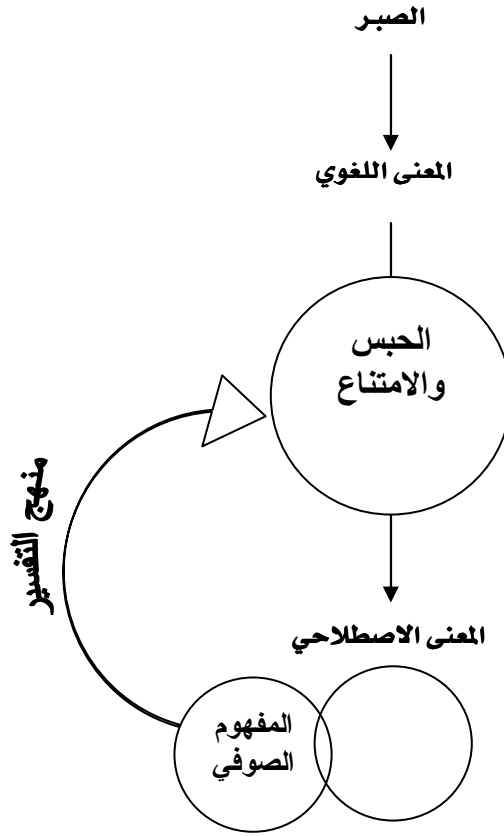 الصبر
المعنى اللغوي
الحبس
والامتناع
منهج التفسير
المعنى الاصطلاحي
المفهوم
الصوفي